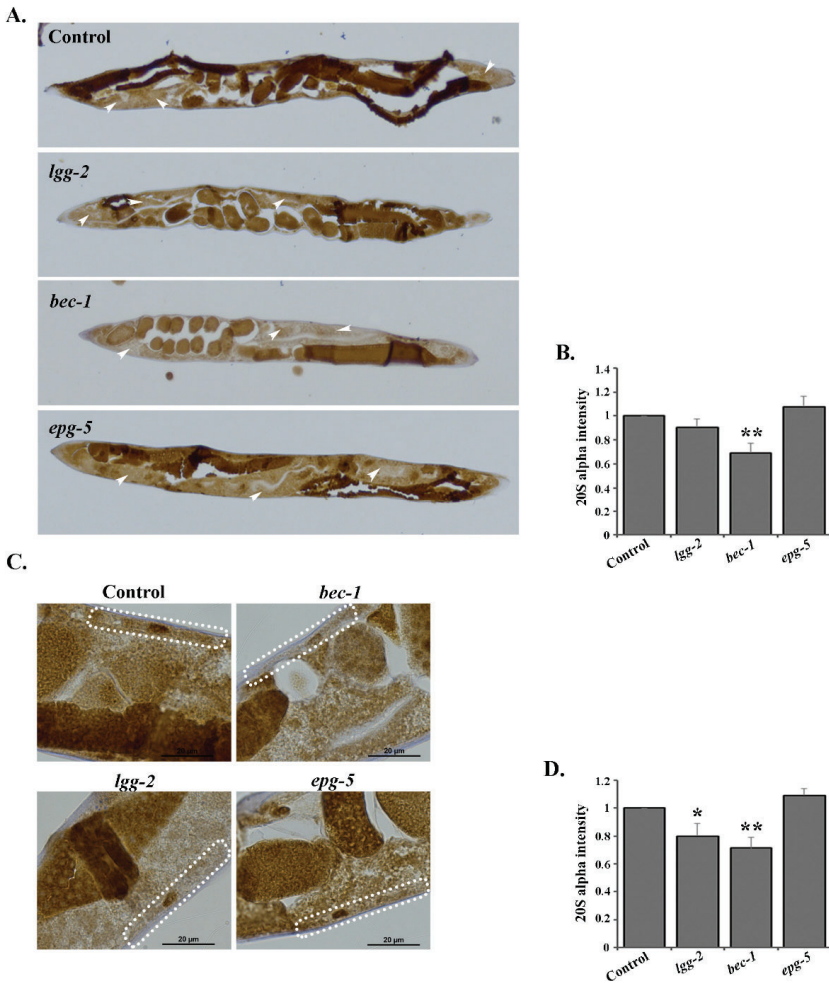 A.
Control
lgg-2
bec-1
epg-5
B.
20S alpha intensity
1.4
1.2
1
0.8
0.6
0.4
0.2
0
**
Control
lgg-2
bec-1
epg-5
C.
Control
bec-1
20 µm
20 µm
lgg-2
epg-5
20 µm
20 µm
D.
20S alpha intensity
1.2
1
0.8
0.6
0.4
0.2
0
*
**
Control
lgg-2
bec-1
epg-5